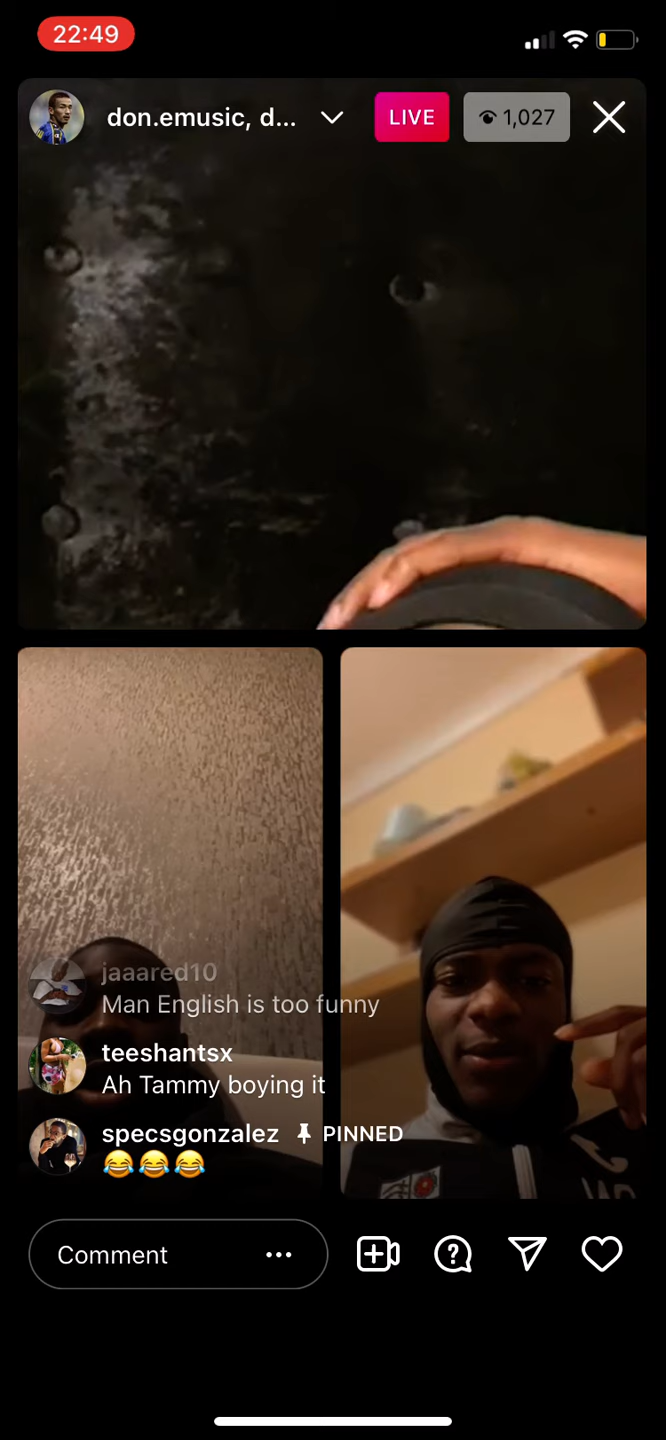 22:49
don.emusic, d...
LIVE
1,027
jaaared10
Man English is too funny
teeshantsx
Ah Tammy boying it
specsgonzalez PINNED
😂😂😂
Comment